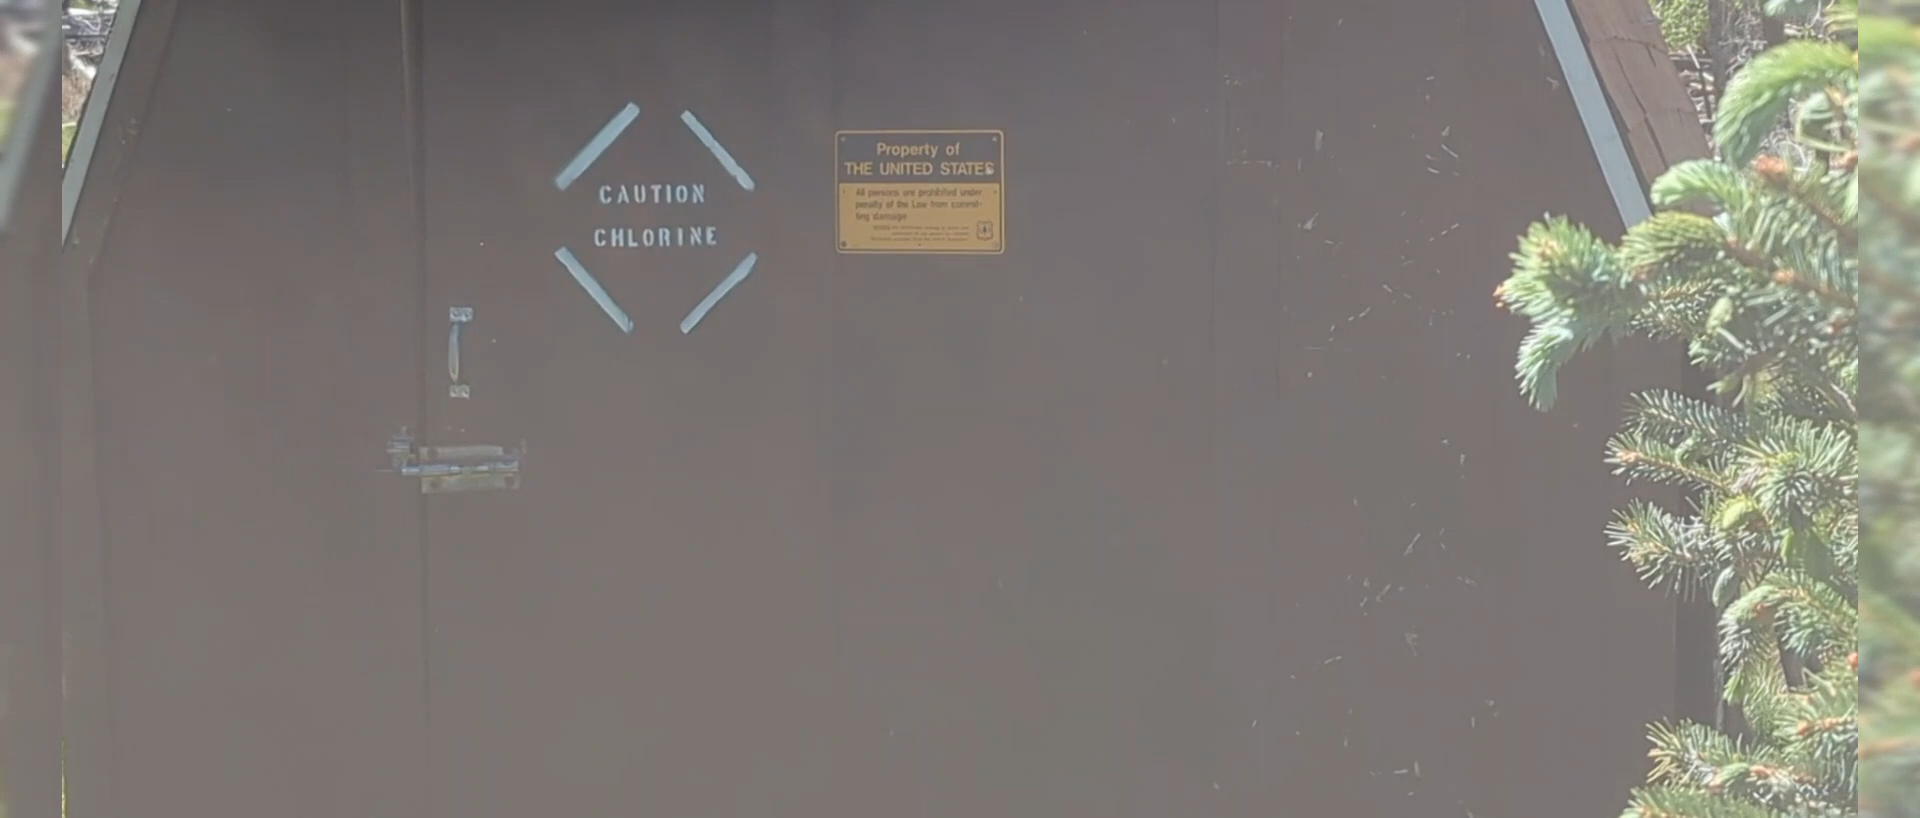 CAUTION
CHLORINE
Property of
THE UNITED STATES
All persons are prohibited under
penalty of the Law from commit-
ting damage